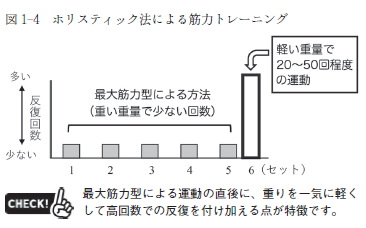 図1-4 ホリスティック法による筋力トレーニング
軽い重量で
20〜50回程度
の運動
多い
反復回数
少ない
最大筋力型による方法
(重い重量で少ない回数)
1 2 3 4 5 6 (セット)
CHECK!
最大筋力型による運動の直後に、重りを一気に軽く
して高回数での反復を付け加える点が特徴です。